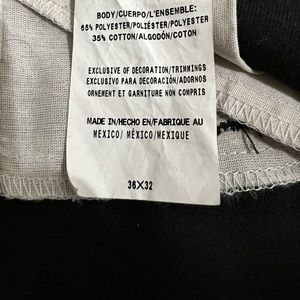 BODY/CUERPO/L'ENSEMBLE:
65% POLYESTER/POLIÉSTER/POLYESTER
35% COTTON/ALGODÓN/COTON
EXCLUSIVE OF DECORATION/TRIMMINGS
EXCLUSIVO PARA DECORACIÓN/ADORNOS
ORNEMENT ET GARNITURE NON COMPRIS
MADE IN/HECHO EN/FABRIQUE AU
MEXICO/ MÉXICO/MEXIQUE
36X32